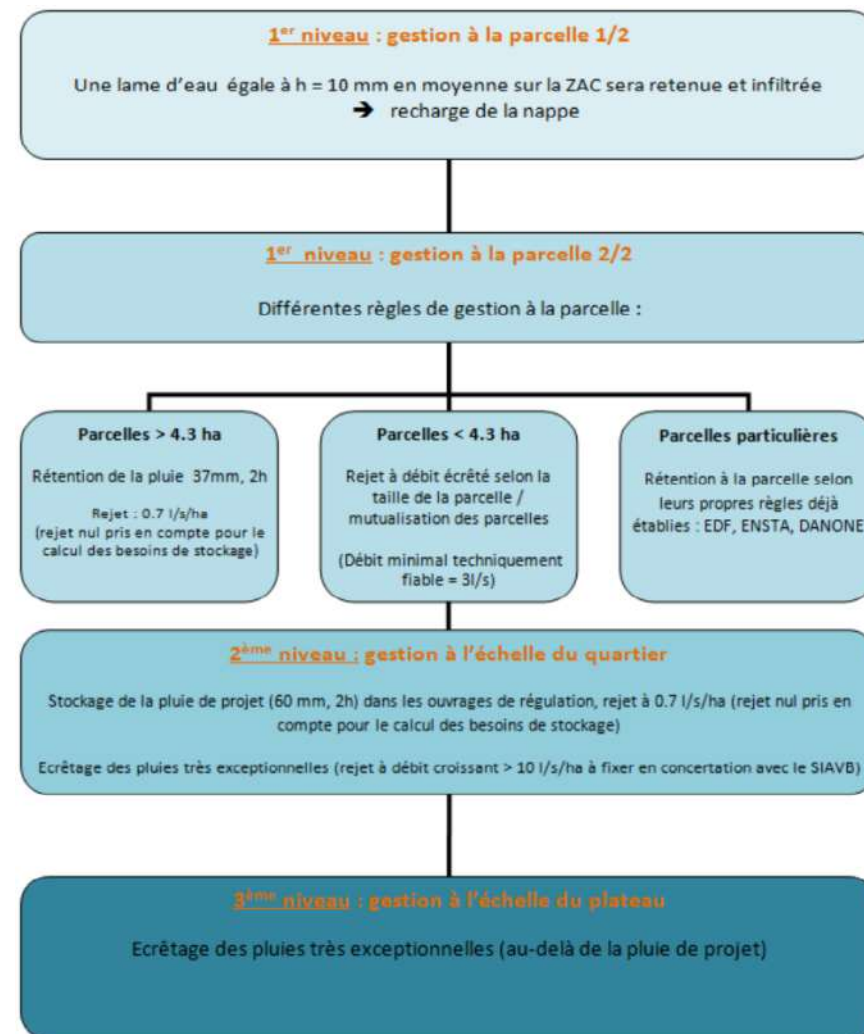 1er niveau : gestion à la parcelle 1/2
Une lame d'eau égale à h = 10 mm en moyenne sur la ZAC sera retenue et infiltrée
➔ recharge de la nappe
1er niveau : gestion à la parcelle 2/2
Différentes règles de gestion à la parcelle :
Parcelles > 4.3 ha
Rétention de la pluie 37mm, 2h
Rejet : 0.7 l/s/ha
(rejet nul pris en compte pour le
calcul des besoins de stockage)
Parcelles < 4.3 ha
Rejet à débit écrêté selon la
taille de la parcelle /
mutualisation des parcelles
(Débit minimal techniquement
fiable = 3l/s)
Parcelles particulières
Rétention à la parcelle selon
leurs propres règles déjà
établies : EDF, ENSTA, DANONE
2ème niveau : gestion à l'échelle du quartier
Stockage de la pluie de projet (60 mm, 2h) dans les ouvrages de régulation, rejet à 0.7 l/s/ha (rejet nul pris en
compte pour le calcul des besoins de stockage)
Ecrêtage des pluies très exceptionnelles (rejet à débit croissant > 10 l/s/ha à fixer en concertation avec le SIAVB)
3ème niveau : gestion à l'échelle du plateau
Ecrêtage des pluies très exceptionnelles (au-delà de la pluie de projet)